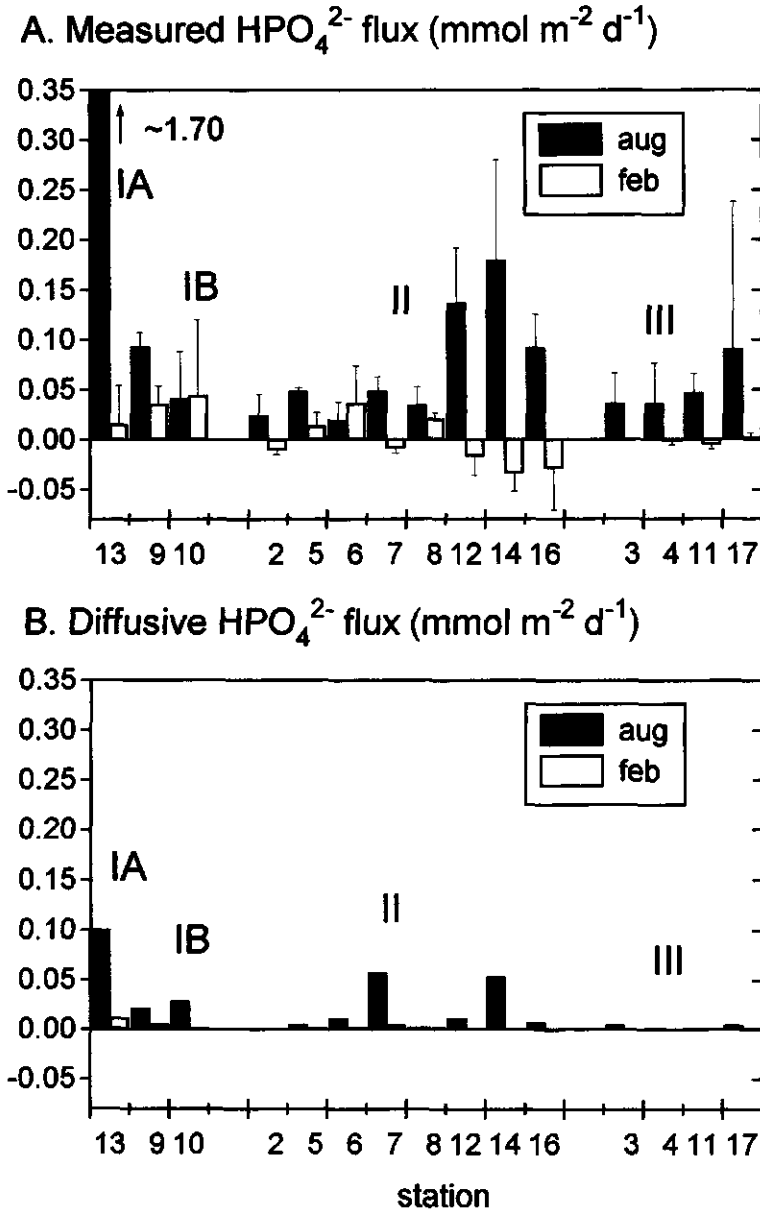 A. Measured HPO₄²⁻ flux (mmol m⁻² d⁻¹)
0.35
0.30
0.25
0.20
0.15
0.10
0.05
0.00
-0.05
~1.70
IA
IB
II
III
aug
feb
13 9 10 2 5 6 7 8 12 14 16 3 4 11 17
B. Diffusive HPO₄²⁻ flux (mmol m⁻² d⁻¹)
0.35
0.30
0.25
0.20
0.15
0.10
0.05
0.00
-0.05
IA
IB
II
III
aug
feb
13 9 10 2 5 6 7 8 12 14 16 3 4 11 17
station